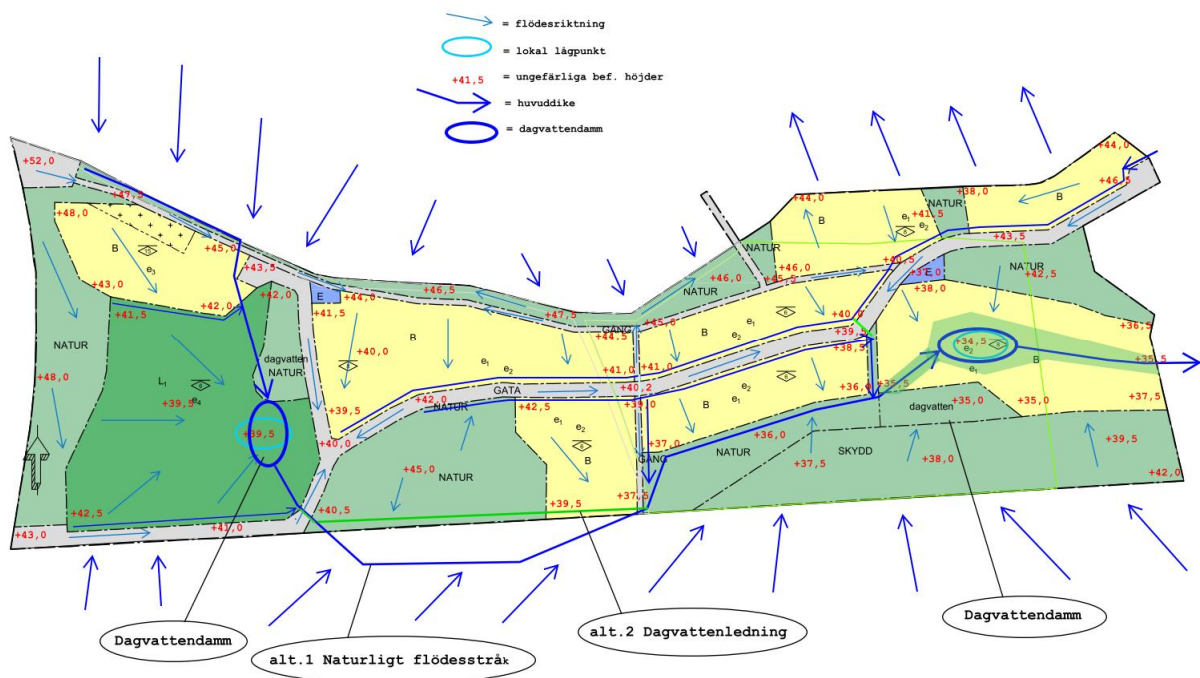 = flödesriktning
= lokal lågpunkt
+41,5 = ungefärliga bef. höjder
= huvuddike
= dagvattendamm
+52,0
+47,5
+48,0
+45,0
B
e3
+43,0
+43,5
+42,0
+42,0
+41,5
NATUR
+48,0
L1
+39,5
e4
dagvatten
NATUR
+39,5
+42,5
+43,0
+41,0
+40,5
E
+44,0
+41,5
+46,5
+47,5
+40,0
B
e1
e2
+39,5
+40,0
+42,0
NATUR
GATA
+45,0
NATUR
GÅNG
+44,5
+45,0
+41,0
+41,0
+40,2
+39,0
+42,5
e1 e2
B
+39,5
+37,5
+37,0
GÅNG
NATUR
+46,0
NATUR
+45,5
+46,0
+44,0
B
e1
e2
+41,5
NATUR
+38,0
B
+44,0
+46,5
+43,5
+40,5
E
+38,0
NATUR
+42,5
B
e2
e1
+40,0
+39,5
+38,5
B
e1
e2
+36,0
NATUR
+36,0
+35,5
+34,5
e2
e1
B
+36,5
+35,5
+37,5
dagvatten
+35,0
+35,0
SKYDD
+37,5
+38,0
+39,5
+42,0
Dagvattendamm
alt.1 Naturligt flödesstråk
alt.2 Dagvattenledning
Dagvattendamm